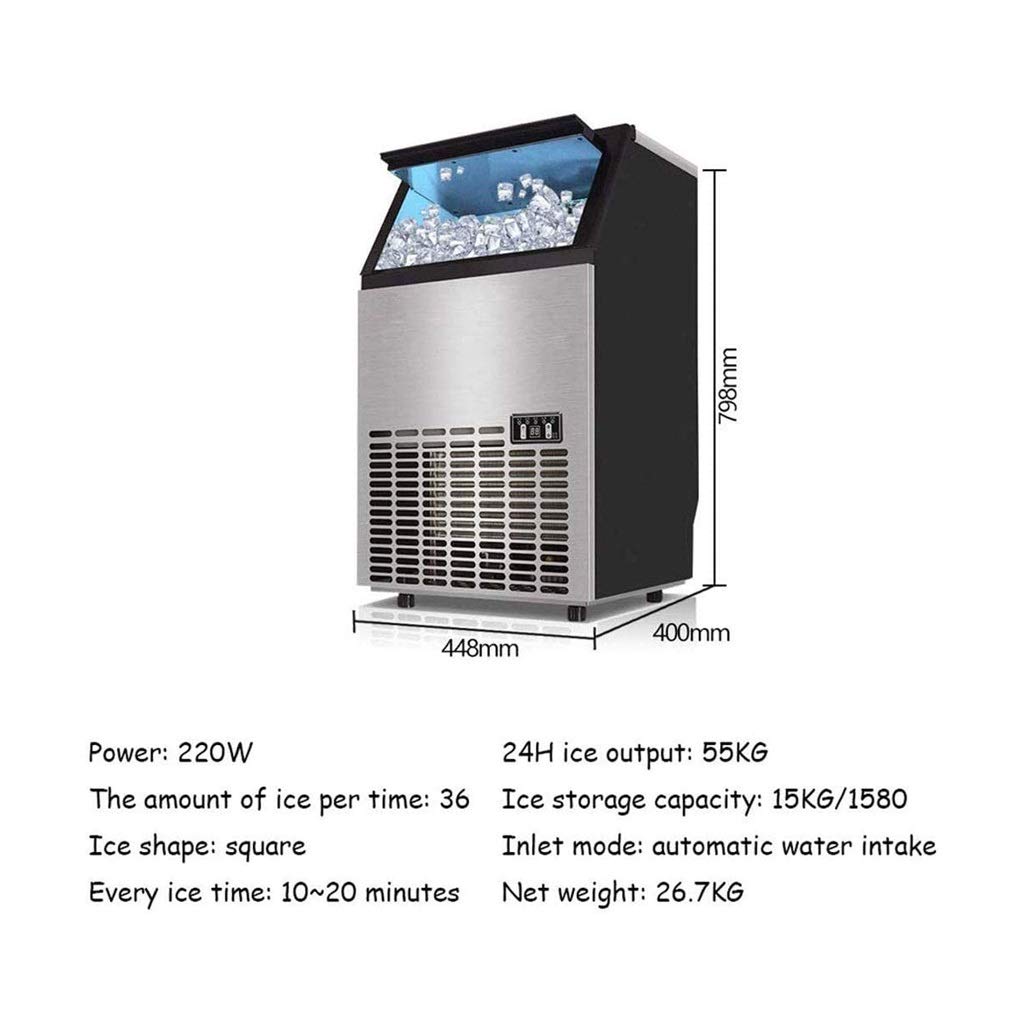 798mm
400mm
448mm
Power: 220W
The amount of ice per time: 36
Ice shape: square
Every ice time: 10~20 minutes
24H ice output: 55KG
Ice storage capacity: 15KG/1580
Inlet mode: automatic water intake
Net weight: 26.7KG